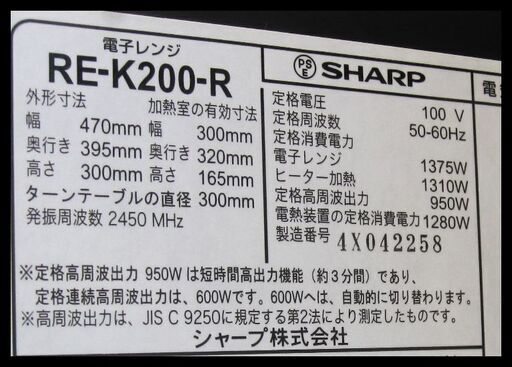 電子レンジ
RE-K200-R
外形寸法 加熱室の有効寸法
幅 470mm 幅 300mm
奥行き 395mm 奥行き 320mm
高さ 300mm 高さ 165mm
ターンテーブルの直径 300mm
発振周波数 2450 MHz
PS
E
SHARP
定格電圧 100 V
定格周波数 50-60Hz
定格消費電力
電子レンジ 1375W
ヒーター加熱 1310W
定格高周波出力 950W
電熱装置の定格消費電力 1280W
製造番号 4X042258
※定格高周波出力 950W は短時間高出力機能（約３分間）であり、
定格連続高周波出力は、600Wです。600Wへは、自動的に切り替わります。
※高周波出力は、JIS C 9250に規定する第2法により測定したものです。
シャープ株式会社
電